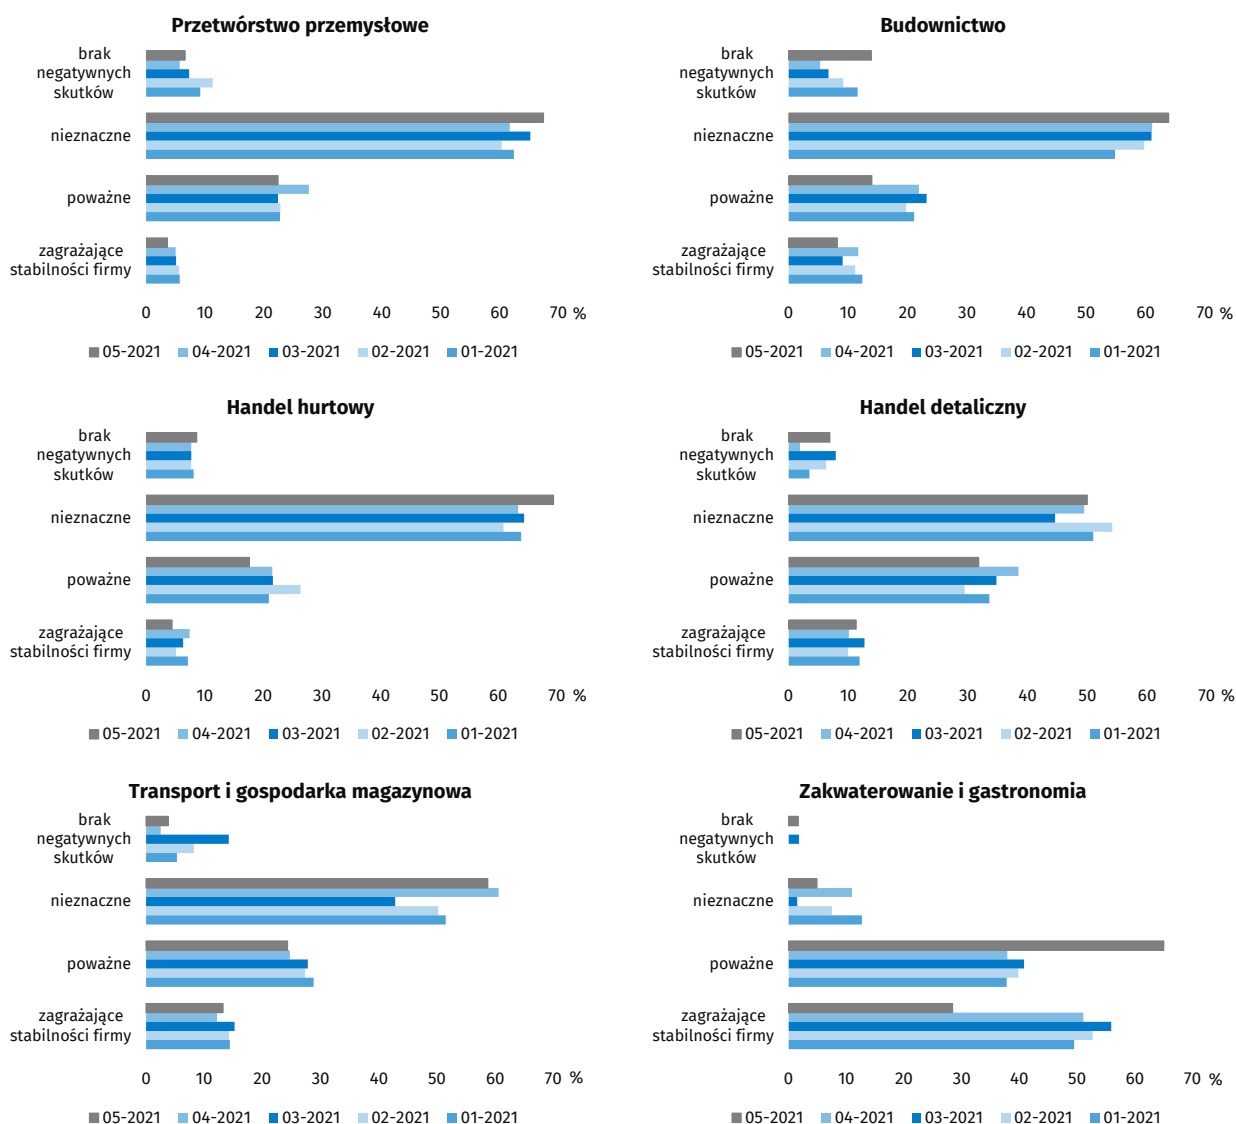 Przetwórstwo przemysłowe
brak
negatywnych
skutków
nieznaczne
poważne
zagrażające
stabilności firmy
0 10 20 30 40 50 60 70 %
05-2021 04-2021 03-2021 02-2021 01-2021
Budownictwo
brak
negatywnych
skutków
nieznaczne
poważne
zagrażające
stabilności firmy
0 10 20 30 40 50 60 70 %
05-2021 04-2021 03-2021 02-2021 01-2021
Handel hurtowy
brak
negatywnych
skutków
nieznaczne
poważne
zagrażające
stabilności firmy
0 10 20 30 40 50 60 70 %
05-2021 04-2021 03-2021 02-2021 01-2021
Handel detaliczny
brak
negatywnych
skutków
nieznaczne
poważne
zagrażające
stabilności firmy
0 10 20 30 40 50 60 70 %
05-2021 04-2021 03-2021 02-2021 01-2021
Transport i gospodarka magazynowa
brak
negatywnych
skutków
nieznaczne
poważne
zagrażające
stabilności firmy
0 10 20 30 40 50 60 70 %
05-2021 04-2021 03-2021 02-2021 01-2021
Zakwaterowanie i gastronomia
brak
negatywnych
skutków
nieznaczne
poważne
zagrażające
stabilności firmy
0 10 20 30 40 50 60 70 %
05-2021 04-2021 03-2021 02-2021 01-2021